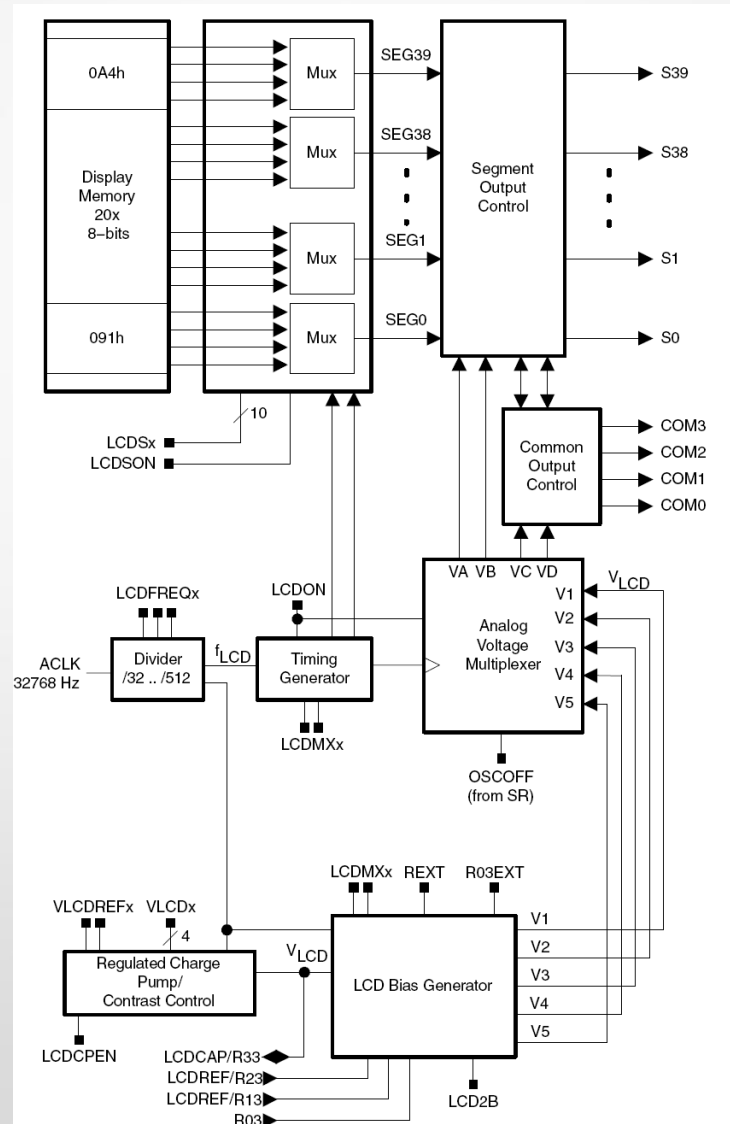 0A4h
Display
Memory
20x
8–bits
091h
Mux
Mux
Mux
Mux
SEG39
SEG38
SEG1
SEG0
Segment
Output
Control
S39
S38
S1
S0
LCDSx
10
LCDSON
Common
Output
Control
COM3
COM2
COM1
COM0
LCDFREQx
ACLK
32768 Hz
Divider
/32 .. /512
fLCD
LCDON
Timing
Generator
LCDMXx
VA VB VC VD
Analog
Voltage
Multiplexer
V1
V2
V3
V4
V5
VLCD
OSCOFF
(from SR)
VLCDREFx
VLCDx
4
Regulated Charge
Pump/
Contrast Control
LCDCPEN
VLCD
LCDMXx
REXT
R03EXT
LCD Bias Generator
V1
V2
V3
V4
V5
LCDCAP/R33
LCDREF/R23
LCDREF/R13
R03
LCD2B